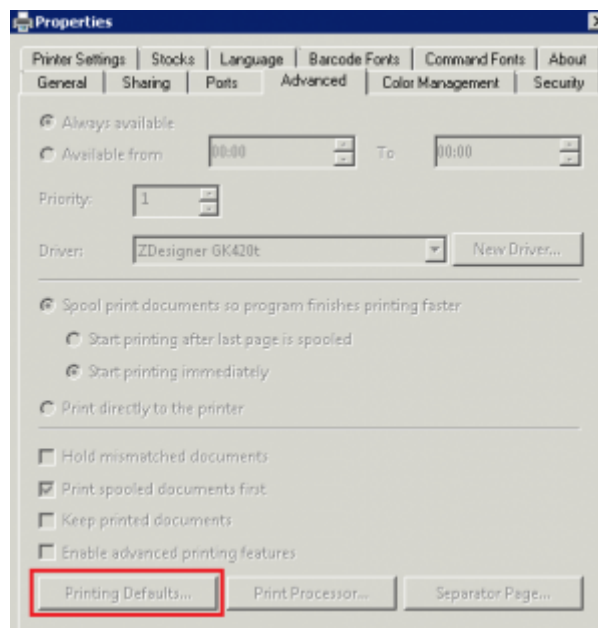 Properties
Printer Settings Stocks Language Barcode Fonts Command Fonts About
General Sharing Ports Advanced Color Management Security
Always available
Available from 00:00 To 00:00
Priority: 1
Driver: ZDesigner GK420t New Driver...
Spool print documents so program finishes printing faster
Start printing after last page is spooled
Start printing immediately
Print directly to the printer
Hold mismatched documents
Print spooled documents first
Keep printed documents
Enable advanced printing features
Printing Defaults... Print Processor... Separator Page...